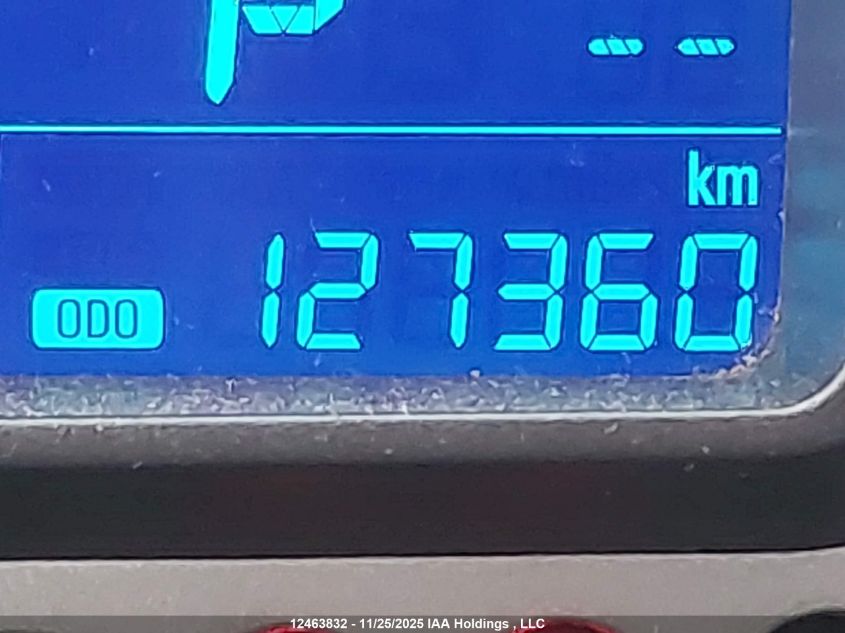 P
-- --
km
ODO 127360
12463832 - 11/25/2025 IAA Holdings , LLC